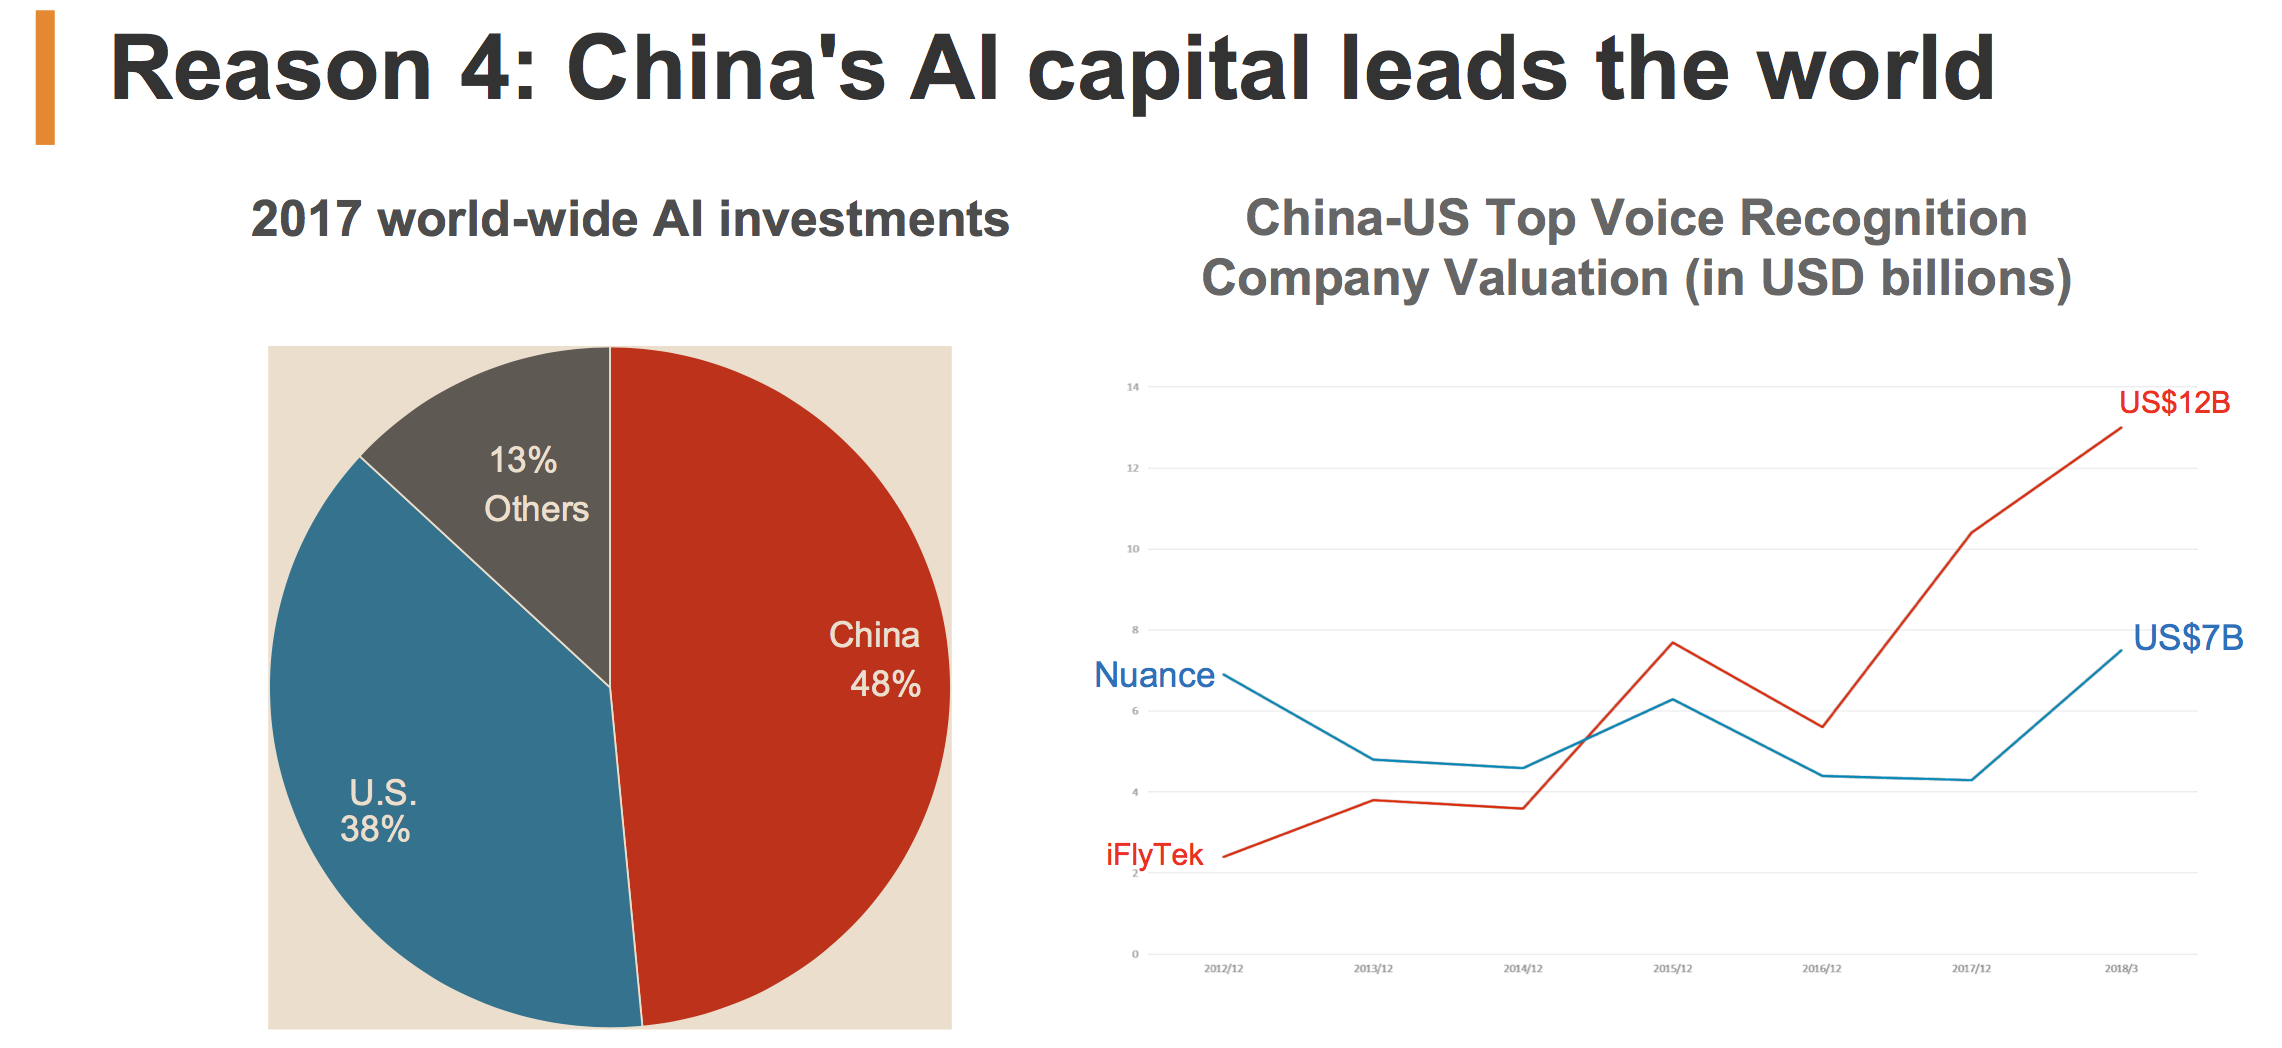 Reason 4: China's AI capital leads the world
2017 world-wide AI investments
13%
Others
China
48%
U.S.
38%
China-US Top Voice Recognition
Company Valuation (in USD billions)
14
12
10
8
6
4
2
0
US$12B
US$7B
Nuance
iFlyTek
2012/12
2013/12
2014/12
2015/12
2016/12
2017/12
2018/3